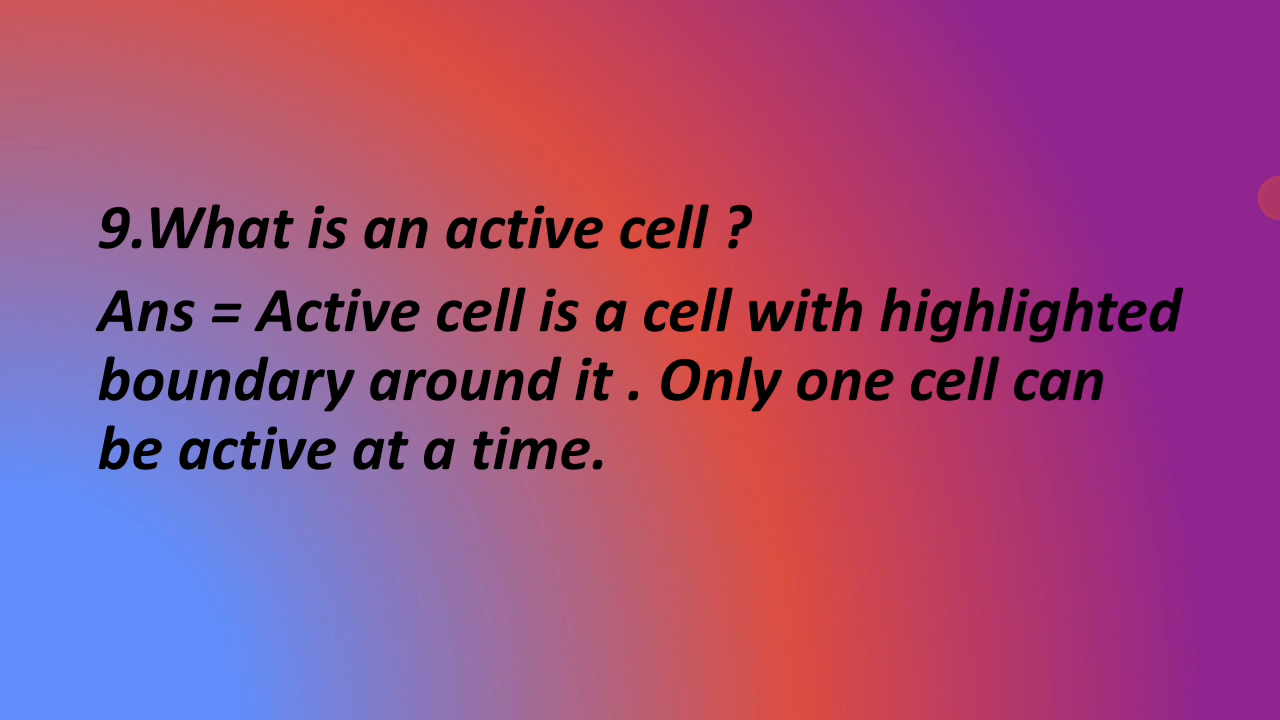 9.What is an active cell ?
Ans = Active cell is a cell with highlighted
boundary around it . Only one cell can
be active at a time.